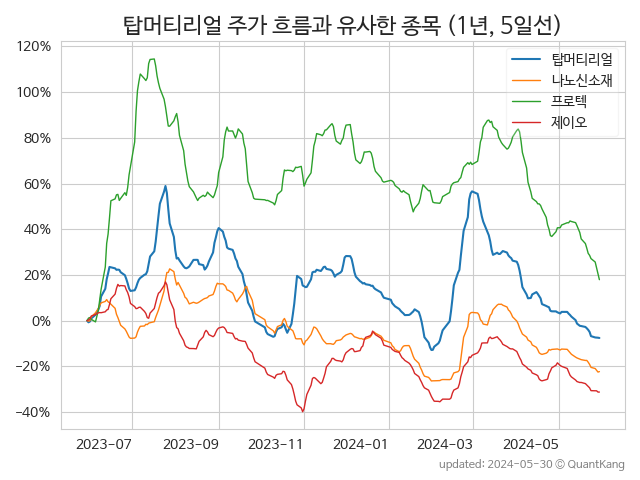 탑머티리얼 주가 흐름과 유사한 종목 (1년, 5일선)
120%
100%
80%
60%
40%
20%
0%
−20%
−40%
탑머티리얼
나노신소재
프로텍
제이오
2023-07 2023-09 2023-11 2024-01 2024-03 2024-05
updated: 2024-05-30 © QuantKang